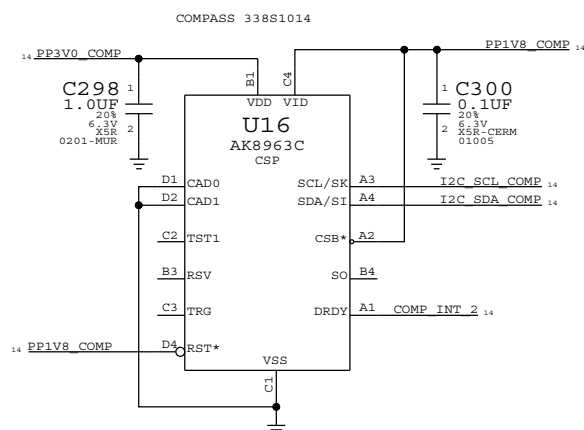 COMPASS 338S1014
14 PP3V0_COMP
PP1V8_COMP 14
B1
C4
C298 1
1.0UF
20%
6.3V
X5R 2
0201-MUR
VDD VID
U16
AK8963C
CSP
1 C300
0.1UF
20%
6.3V
2 X5R-CERM
01005
D1 CAD0
D2 CAD1
C2 TST1
B3 RSV
C3 TRG
14 PP1V8_COMP D4 RST*
SCL/SK A3 I2C_SCL_COMP 14
SDA/SI A4 I2C_SDA_COMP 14
CSB* A2
SO B4
DRDY A1 COMP_INT_2 14
VSS
C1